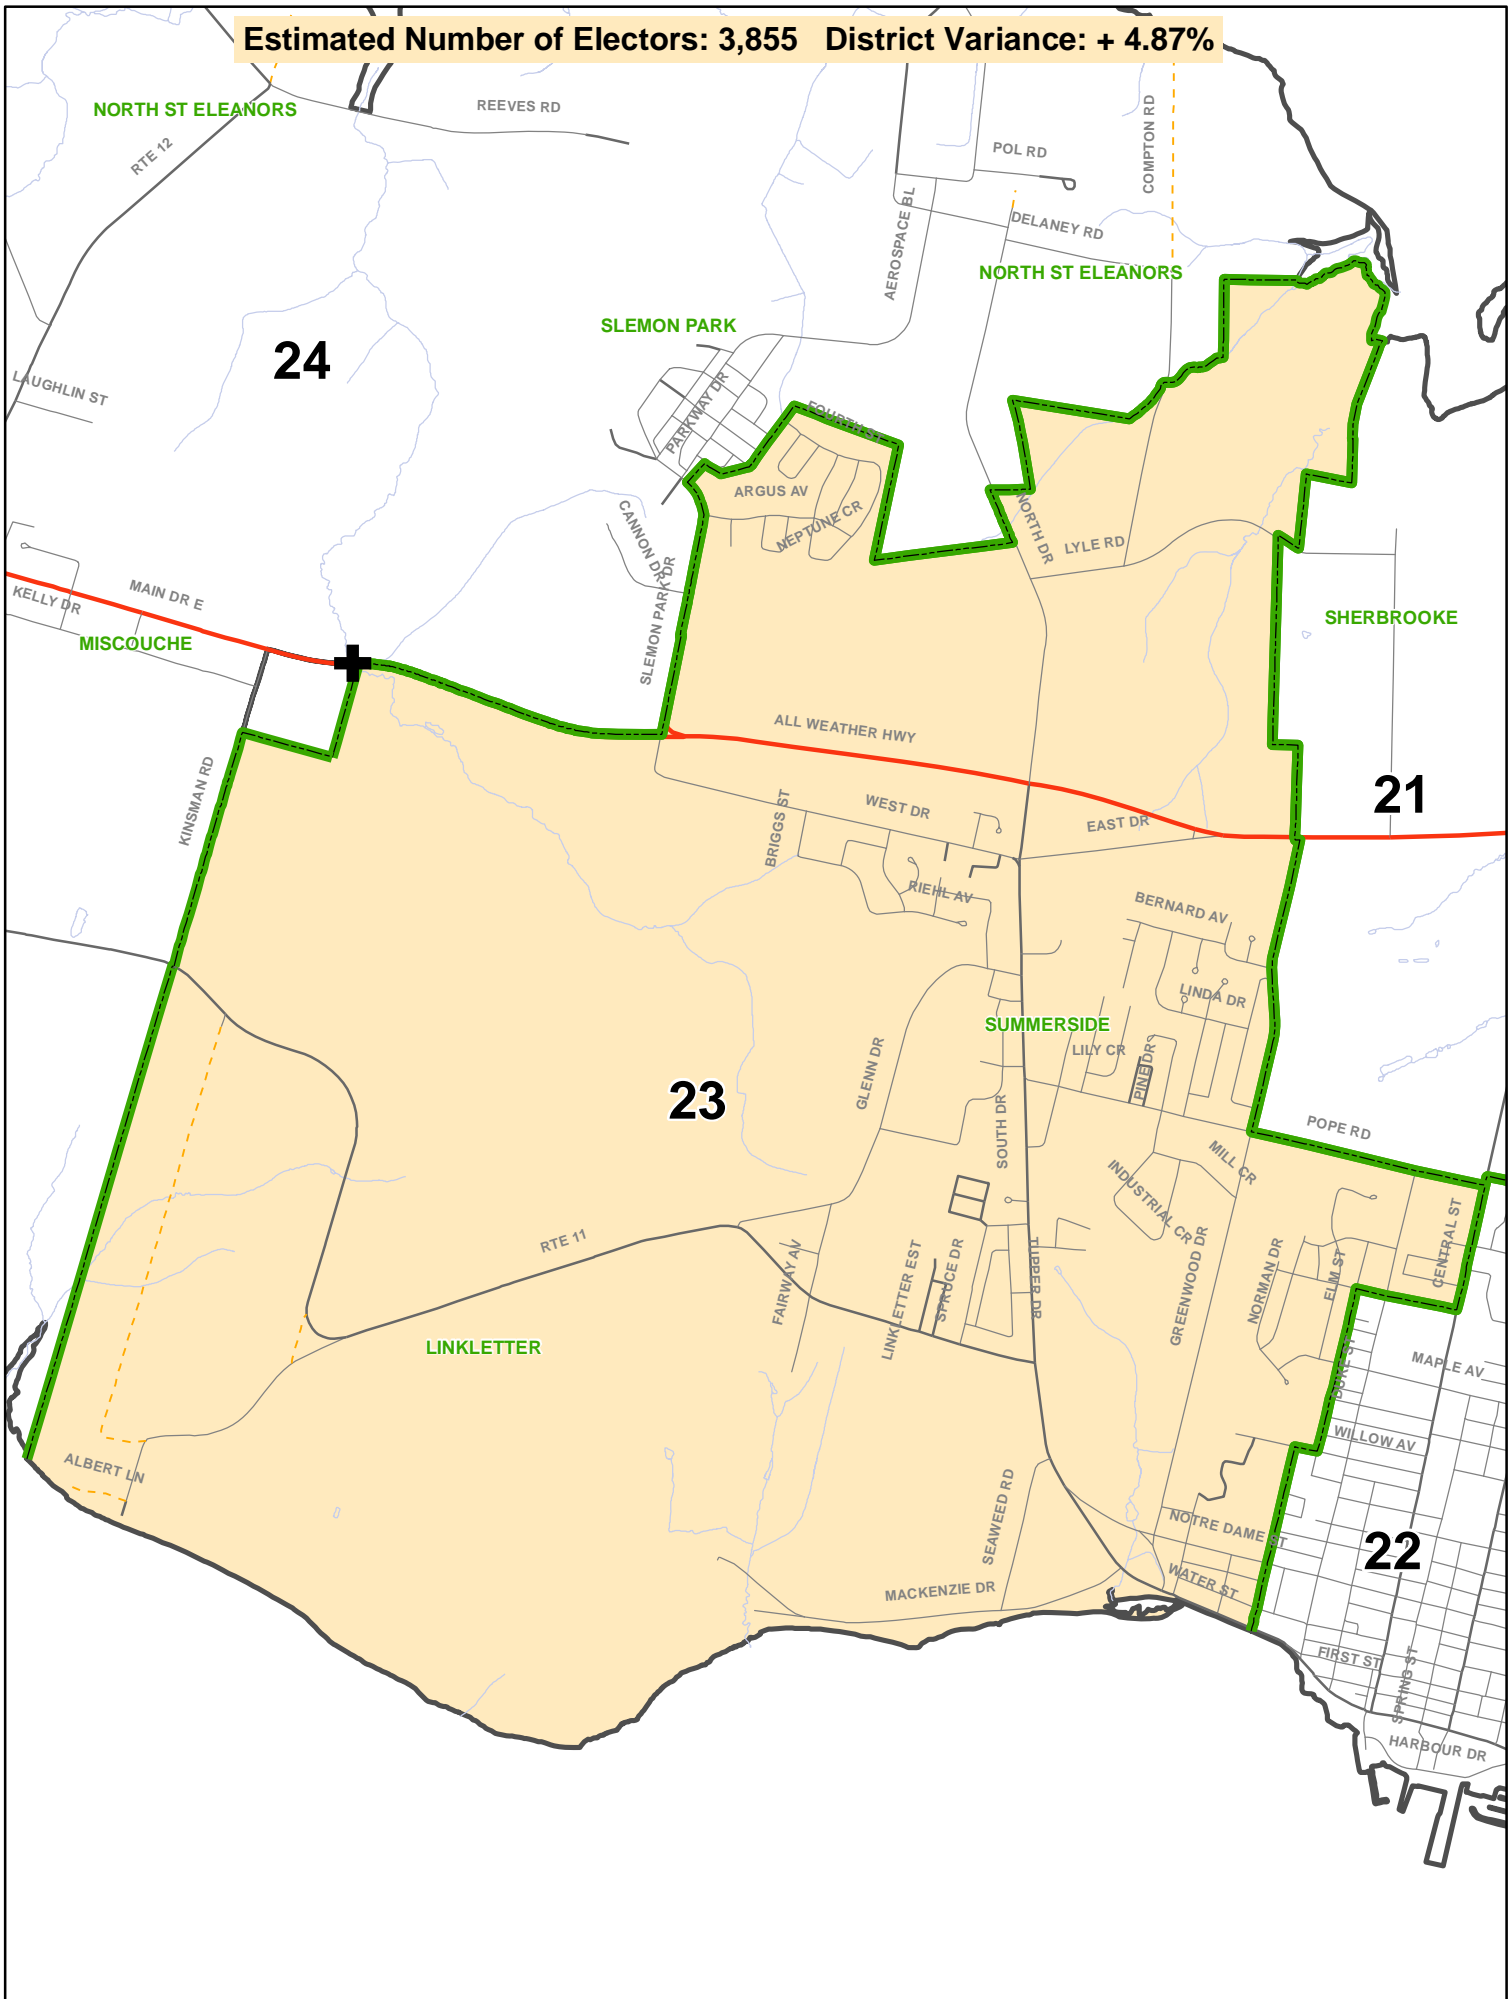 Estimated Number of Electors: 3,855 District Variance: + 4.87%
NORTH ST ELEANORS
REEVES RD
RTE 12
POL RD
COMPTON RD
AEROSPACE BL
DELANEY RD
NORTH ST ELEANORS
SLEMON PARK
24
LAUGHLIN ST
PARKWAY DR
ARGUS AV
NEPTUNE CR
CANNON DR
NORTH DR
LYLE RD
SLEMON PARK DR
MAIN DR E
KELLY DR
MISCOUCHE
SHERBROOKE
ALL WEATHER HWY
KINSMAN RD
21
WEST DR
EAST DR
BRIGGS ST
RIEHL AV
BERNARD AV
LINDA DR
SUMMERSIDE
LILY CR
PINE DR
GLENN DR
23
SOUTH DR
POPE RD
MILL CR
INDUSTRIAL CR
RTE 11
FAIRWAY AV
LINKLETTER EST
SPRUCE DR
TUPPER DR
GREENWOOD DR
NORMAN DR
ELM ST
CENTRAL ST
LINKLETTER
DUKE ST
MAPLE AV
WILLOW AV
ALBERT LN
SEAWEED RD
NOTRE DAME ST
22
WATER ST
MACKENZIE DR
FIRST ST
SPRING ST
HARBOUR DR